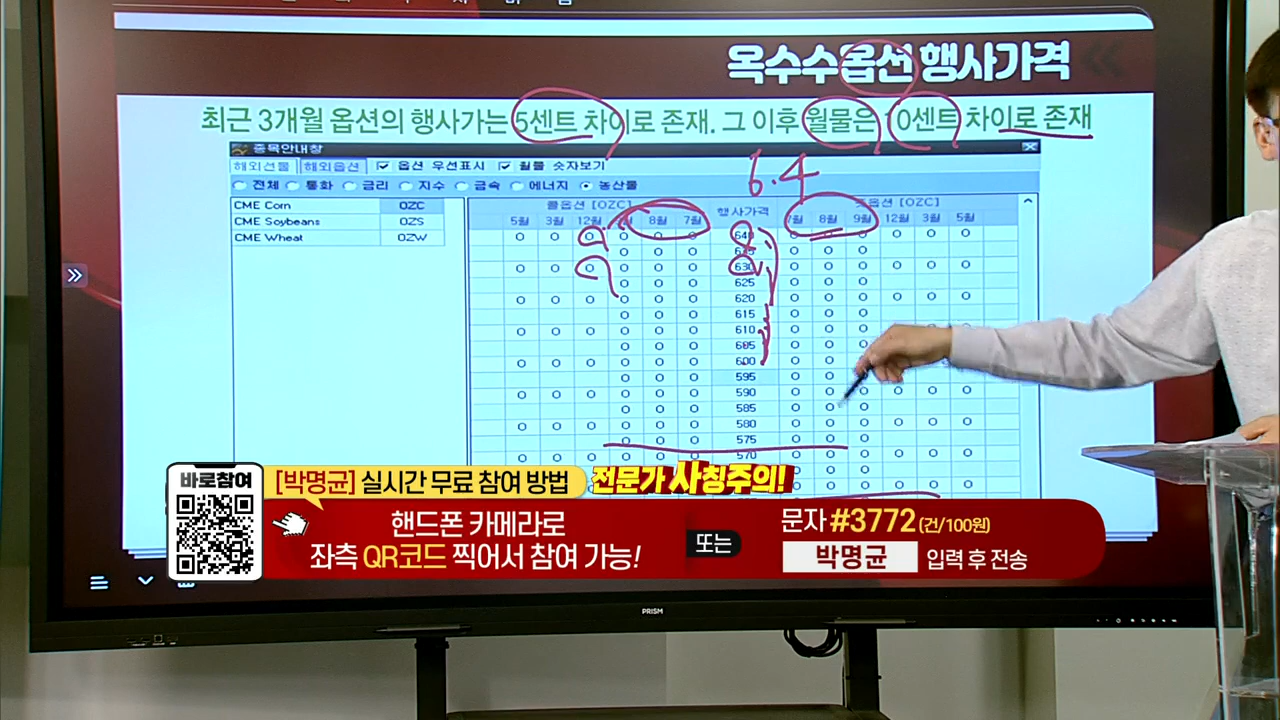 옥수수옵션 행사가격
최근 3개월 옵션의 행사가는 5센트 차이로 존재. 그 이후 월물은 10센트 차이로 존재
종목안내창
해외선물 해외옵션 옵션 우선표시 월물 숫자보기
전체 통화 금리 지수 금속 에너지 농산물
6.4
CME Corn OZC
CME Soybeans OZS
CME Wheat OZW
콜옵션 [OZC] 행사가격 풋옵션 [OZC]
5월 3월 12월 8월 7월 7월 8월 9월 12월 3월 5월
640
635
630
625
620
615
610
605
600
595
590
585
580
575
570
바로참여
[박명균] 실시간 무료 참여 방법
전문가 사칭주의!
핸드폰 카메라로
좌측 QR코드 찍어서 참여 가능!
또는
문자 #3772 (건/100원)
박명균 입력 후 전송
PRISM